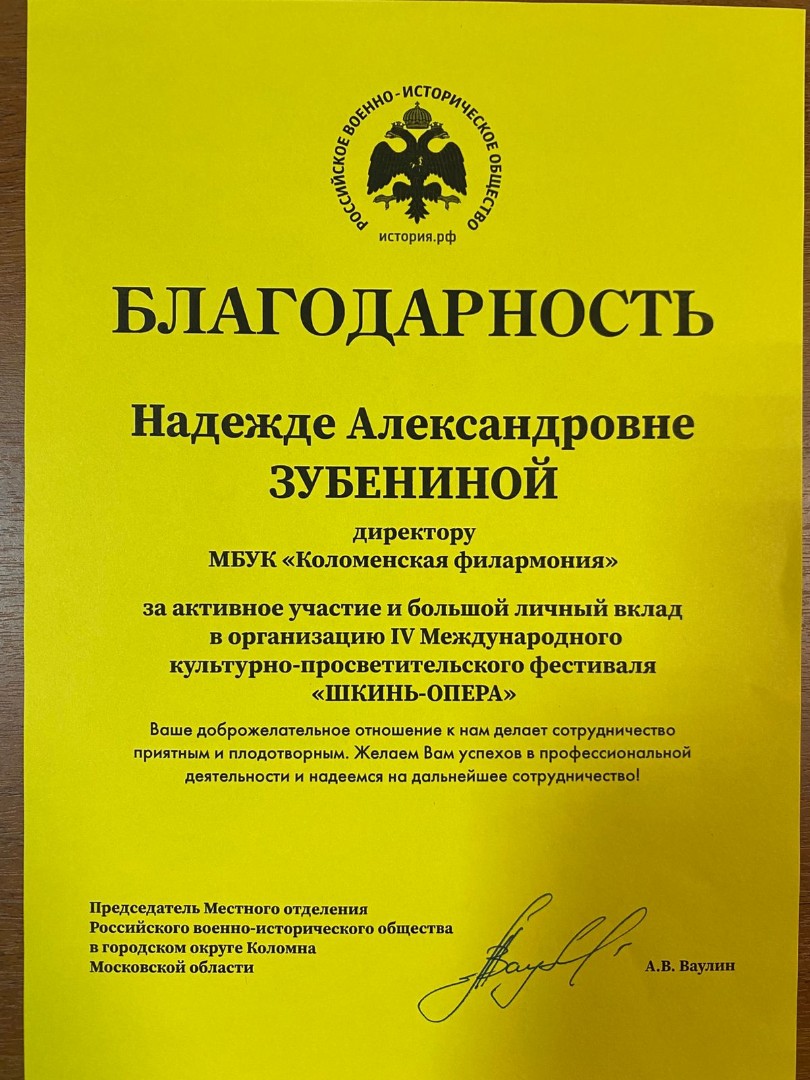 РОССИЙСКОЕ ВОЕННО-ИСТОРИЧЕСКОЕ ОБЩЕСТВО
история.рф
БЛАГОДАРНОСТЬ
Надежде Александровне
ЗУБЕНИНОЙ
директору
МБУК «Коломенская филармония»
за активное участие и большой личный вклад
в организацию IV Международного
культурно-просветительского фестиваля
«ШКИНЬ-ОПЕРА»
Ваше доброжелательное отношение к нам делает сотрудничество
приятным и плодотворным. Желаем Вам успехов в профессиональной
деятельности и надеемся на дальнейшее сотрудничество!
Председатель Местного отделения
Российского военно-исторического общества
в городском округе Коломна
Московской области
А.В. Ваулин